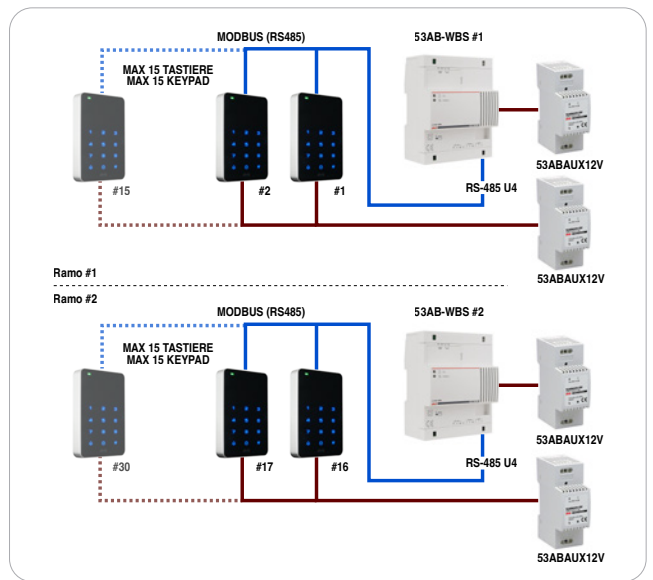 MODBUS (RS485)
53AB-WBS #1
MAX 15 TASTIERE
MAX 15 KEYPAD
53ABAUX12V
#15
#2
#1
RS-485 U4
53ABAUX12V
Ramo #1
Ramo #2
MODBUS (RS485)
53AB-WBS #2
MAX 15 TASTIERE
MAX 15 KEYPAD
53ABAUX12V
#30
#17
#16
RS-485 U4
53ABAUX12V